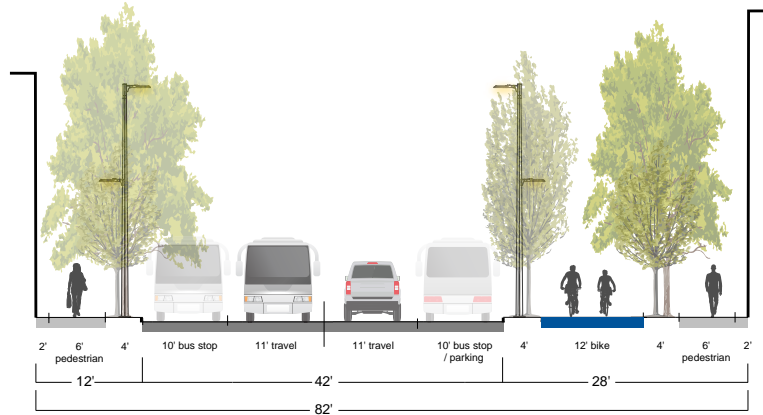 2' 6' 4' 10' bus stop 11' travel 11' travel 10' bus stop 4' 12' bike 4' 6' 2'
pedestrian / parking pedestrian
12' 42' 28'
82'